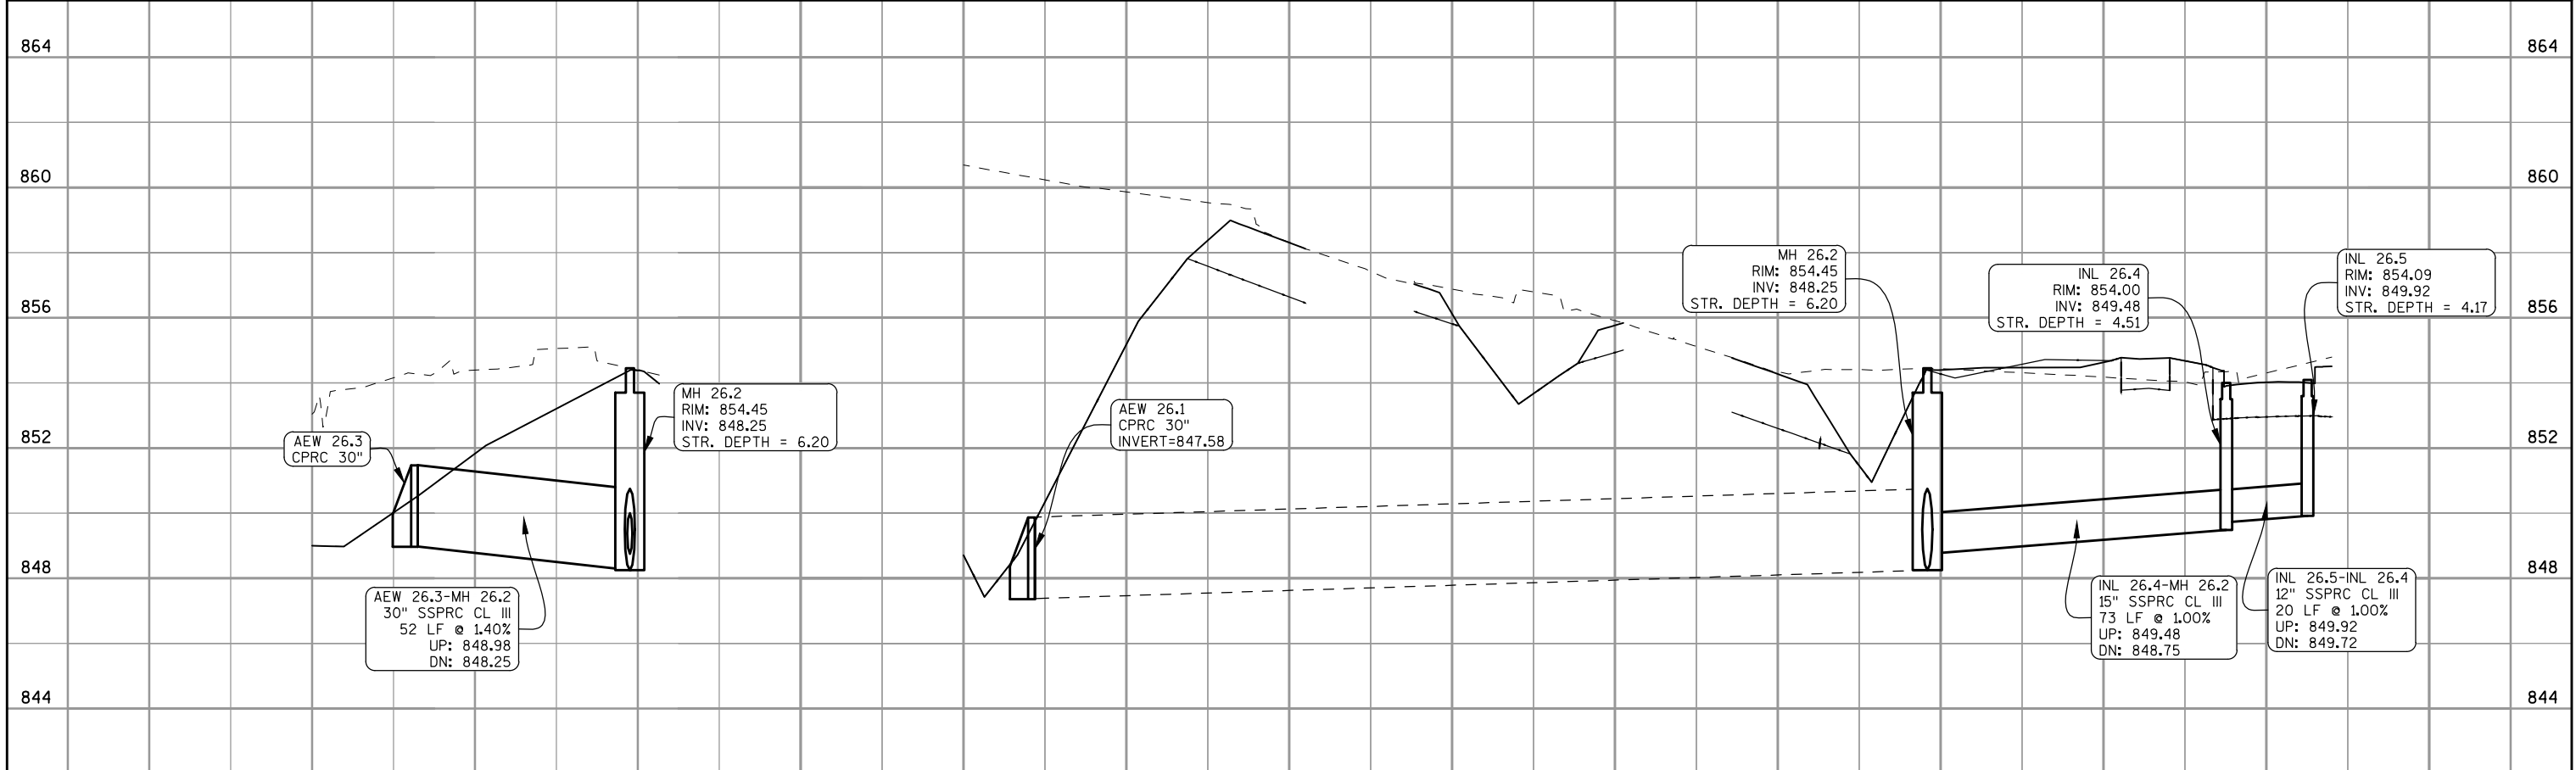 864
860
856
852
848
844
AEW 26.3
CPRC 30"
AEW 26.3-MH 26.2
30" SSPRC CL III
52 LF @ 1.40%
UP: 848.98
DN: 848.25
MH 26.2
RIM: 854.45
INV: 848.25
STR. DEPTH = 6.20
AEW 26.1
CPRC 30"
INVERT=847.58
MH 26.2
RIM: 854.45
INV: 848.25
STR. DEPTH = 6.20
INL 26.4
RIM: 854.00
INV: 849.48
STR. DEPTH = 4.51
INL 26.5
RIM: 854.09
INV: 849.92
STR. DEPTH = 4.17
INL 26.4-MH 26.2
15" SSPRC CL III
73 LF @ 1.00%
UP: 849.48
DN: 848.75
INL 26.5-INL 26.4
12" SSPRC CL III
20 LF @ 1.00%
UP: 849.92
DN: 849.72
864
860
856
852
848
844